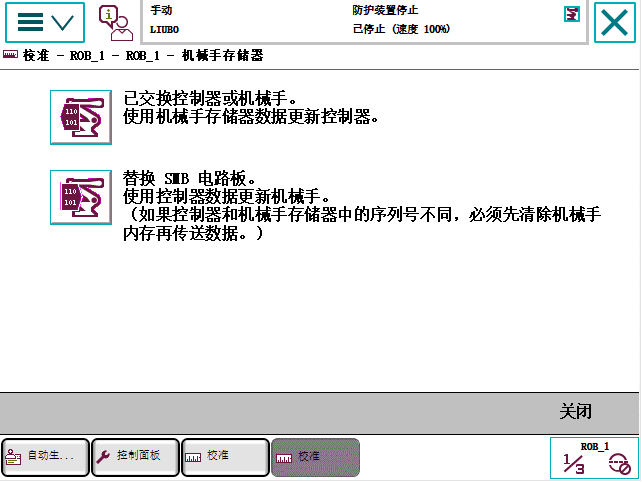 手动
防护装置停止
LIUBO
己停止 (速度 100%)
校准 - ROB_1 - ROB_1 - 机械手存储器
110
101
已交换控制器或机械手。
使用机械手存储器数据更新控制器。
110
101
替换 SMB 电路板。
使用控制器数据更新机械手。
（如果控制器和机械手存储器中的序列号不同，必须先清除机械手
内存再传送数据。）
关闭
自动生...
控制面板
校准
校准
ROB_1
1/3